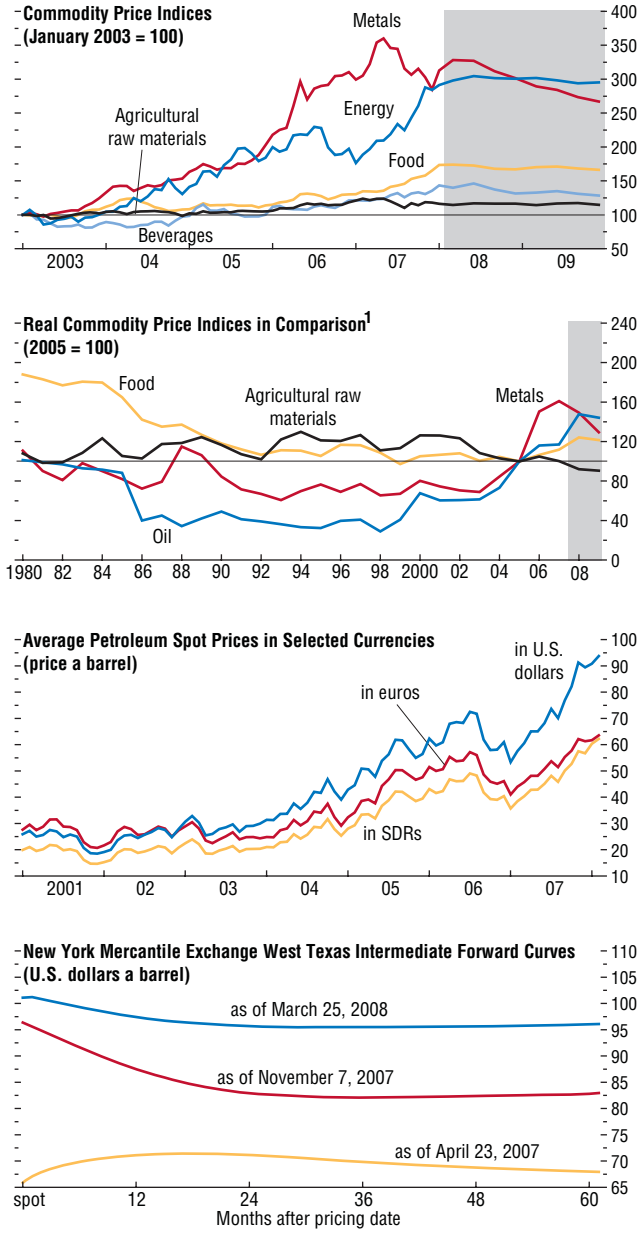 Commodity Price Indices
(January 2003 = 100)
Metals
Agricultural
raw materials
Energy
Food
Beverages
400
350
300
250
200
150
100
50
2003
04
05
06
07
08
09
Real Commodity Price Indices in Comparison1
(2005 = 100)
Food
Agricultural raw
materials
Metals
Oil
240
200
160
120
80
40
0
1980
82
84
86
88
90
92
94
96
98
2000
02
04
06
08
Average Petroleum Spot Prices in Selected Currencies
(price a barrel)
in U.S.
dollars
in euros
in SDRs
100
90
80
70
60
50
40
30
20
10
2001
02
03
04
05
06
07
New York Mercantile Exchange West Texas Intermediate Forward Curves
(U.S. dollars a barrel)
as of March 25, 2008
as of November 7, 2007
as of April 23, 2007
110
105
100
95
90
85
80
75
70
65
spot
12
24
36
48
60
Months after pricing date